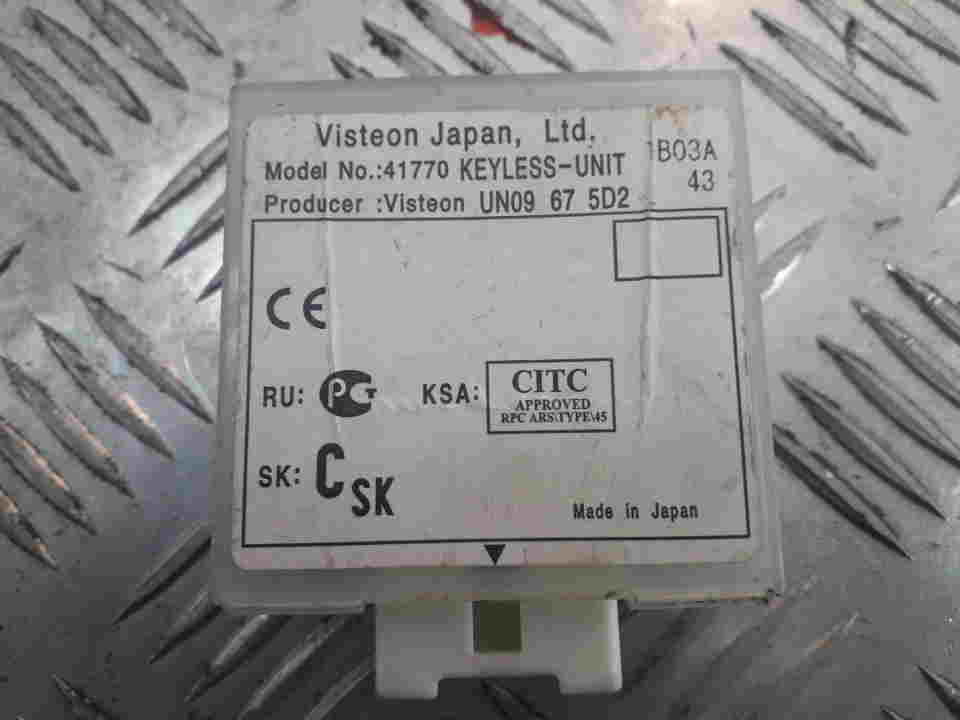 Visteon Japan, Ltd.
Model No.:41770 KEYLESS-UNIT 1B03A
Producer :Visteon UN09 67 5D2 43
CE
RU: PCT KSA: CITC
APPROVED
RPC ARS\TYPE\45
SK: CSK
Made in Japan